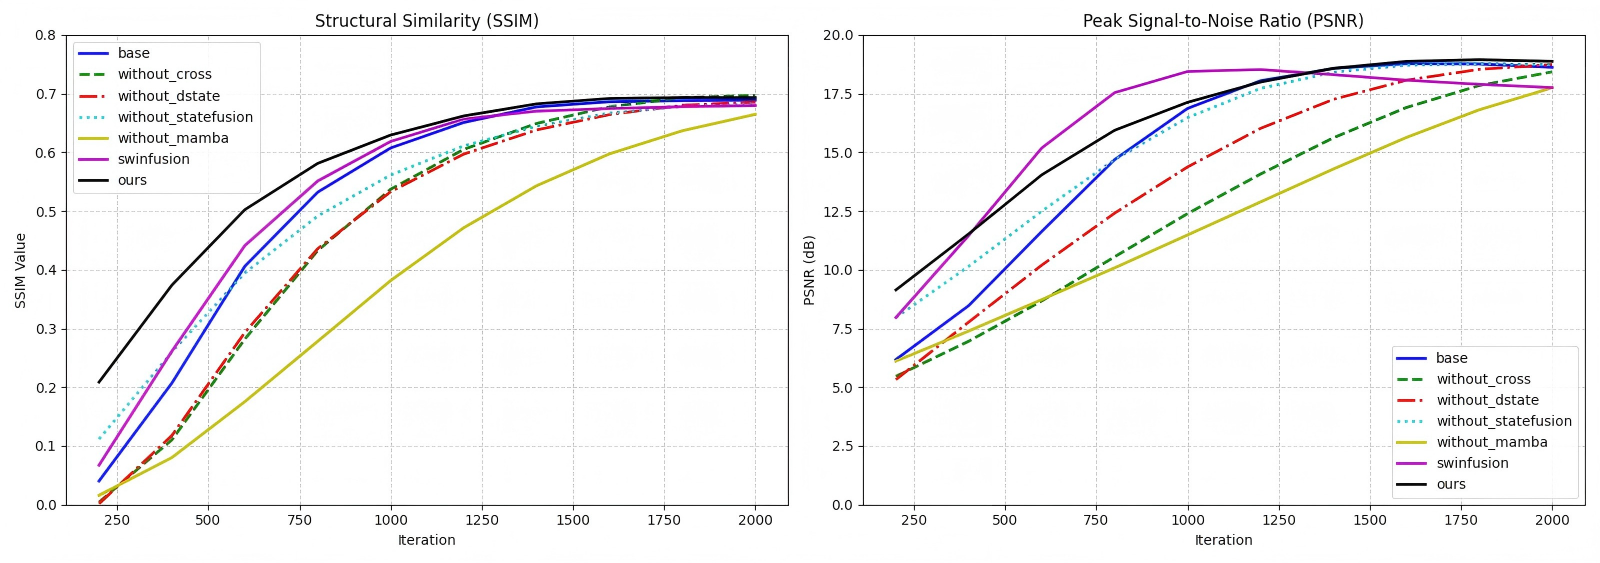 Structural Similarity (SSIM)
0.8
0.7
0.6
0.5
0.4
0.3
0.2
0.1
0.0
SSIM Value
base
without_cross
without_dstate
without_statefusion
without_mamba
swinfusion
ours
250 500 750 1000 1250 1500 1750 2000
Iteration
Peak Signal-to-Noise Ratio (PSNR)
20.0
17.5
15.0
12.5
10.0
7.5
5.0
2.5
0.0
PSNR (dB)
base
without_cross
without_dstate
without_statefusion
without_mamba
swinfusion
ours
250 500 750 1000 1250 1500 1750 2000
Iteration